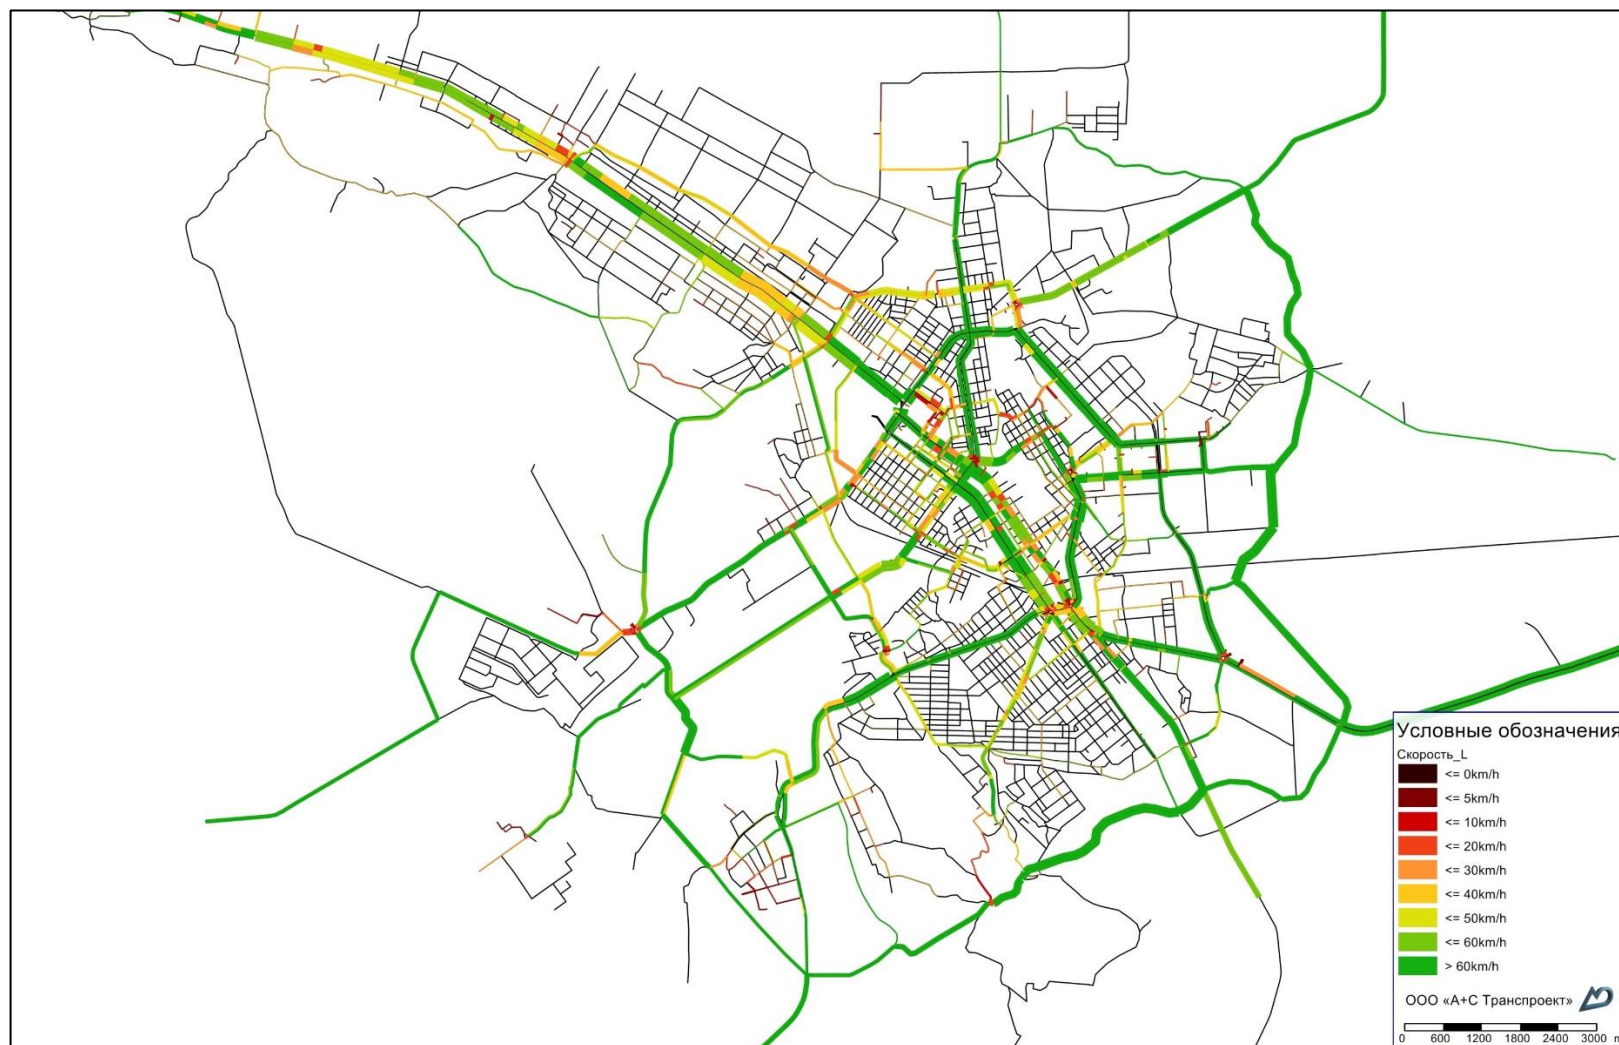 Условные обозначения
Скорость_L
<= 0km/h
<= 5km/h
<= 10km/h
<= 20km/h
<= 30km/h
<= 40km/h
<= 50km/h
<= 60km/h
> 60km/h
ООО «А+С Транспроект»
0 600 1200 1800 2400 3000